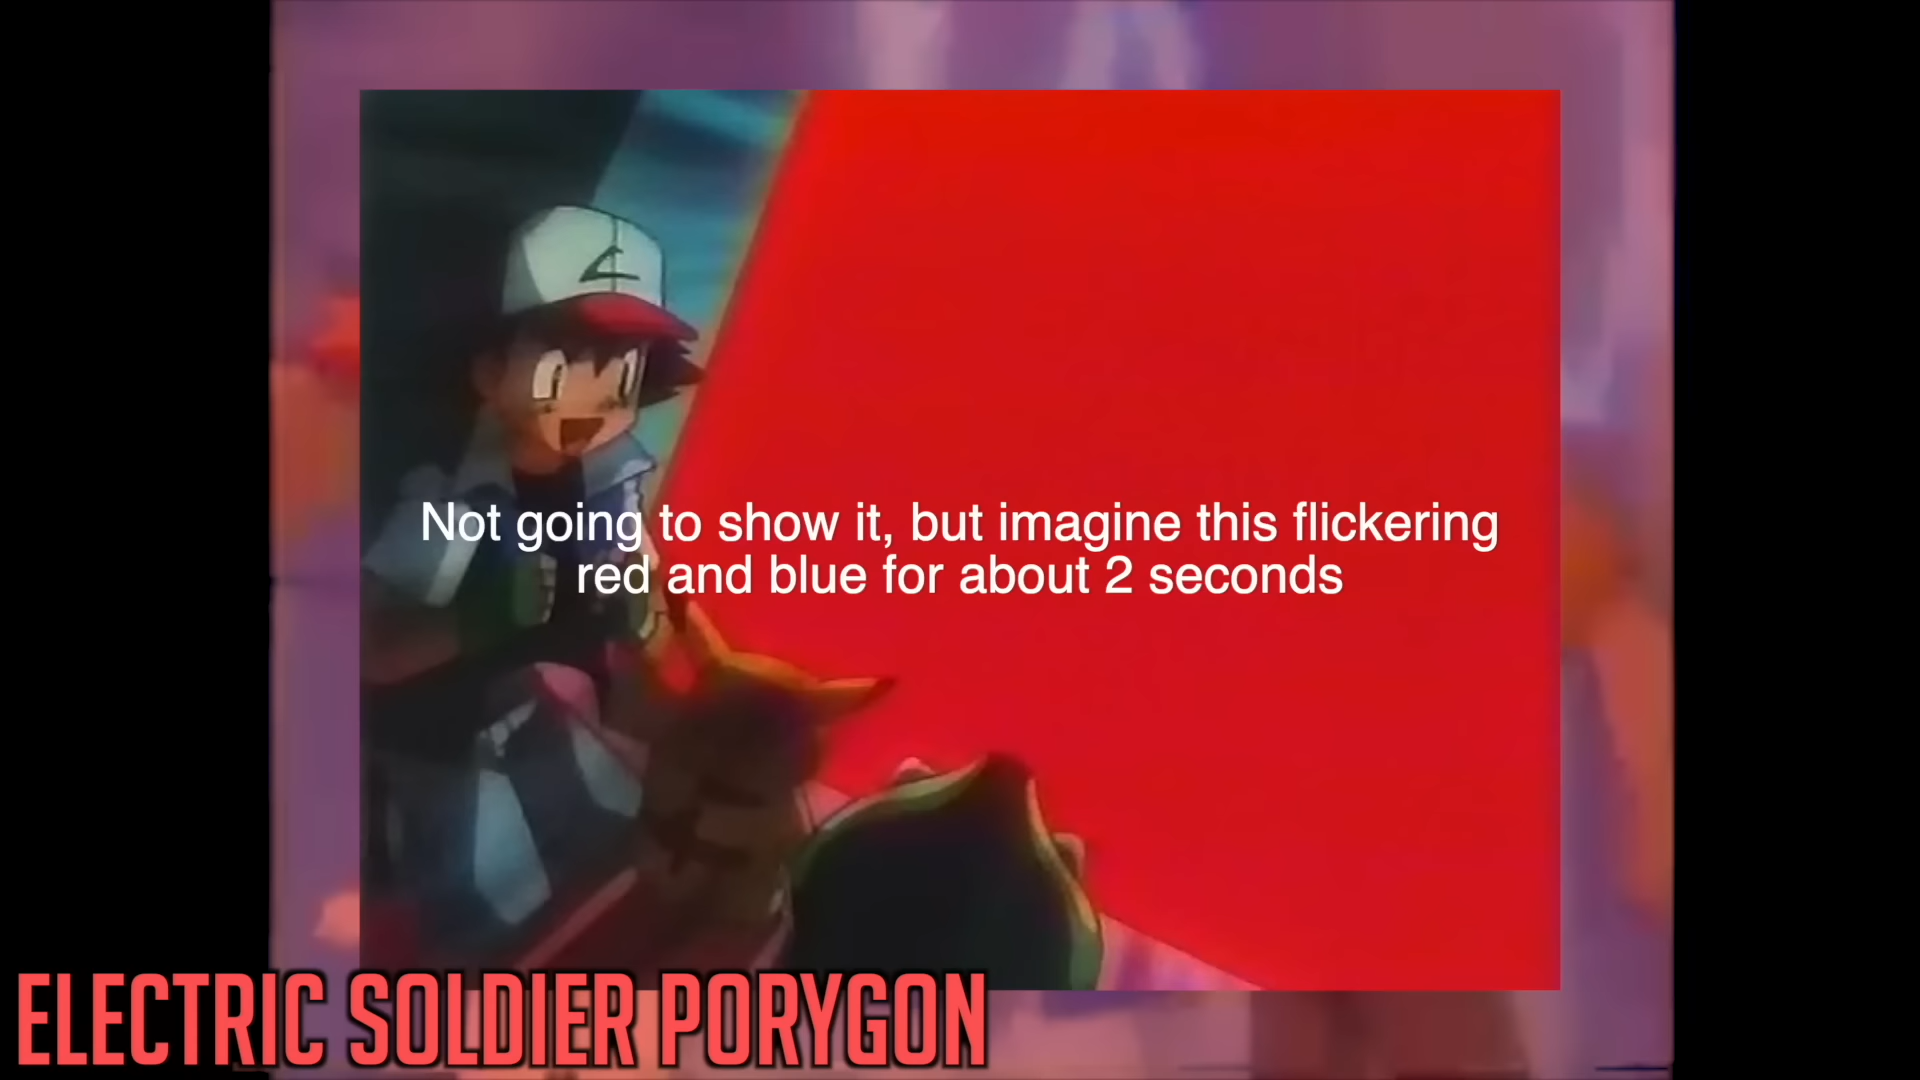 Not going to show it, but imagine this flickering
red and blue for about 2 seconds
ELECTRIC SOLDIER PORYGON